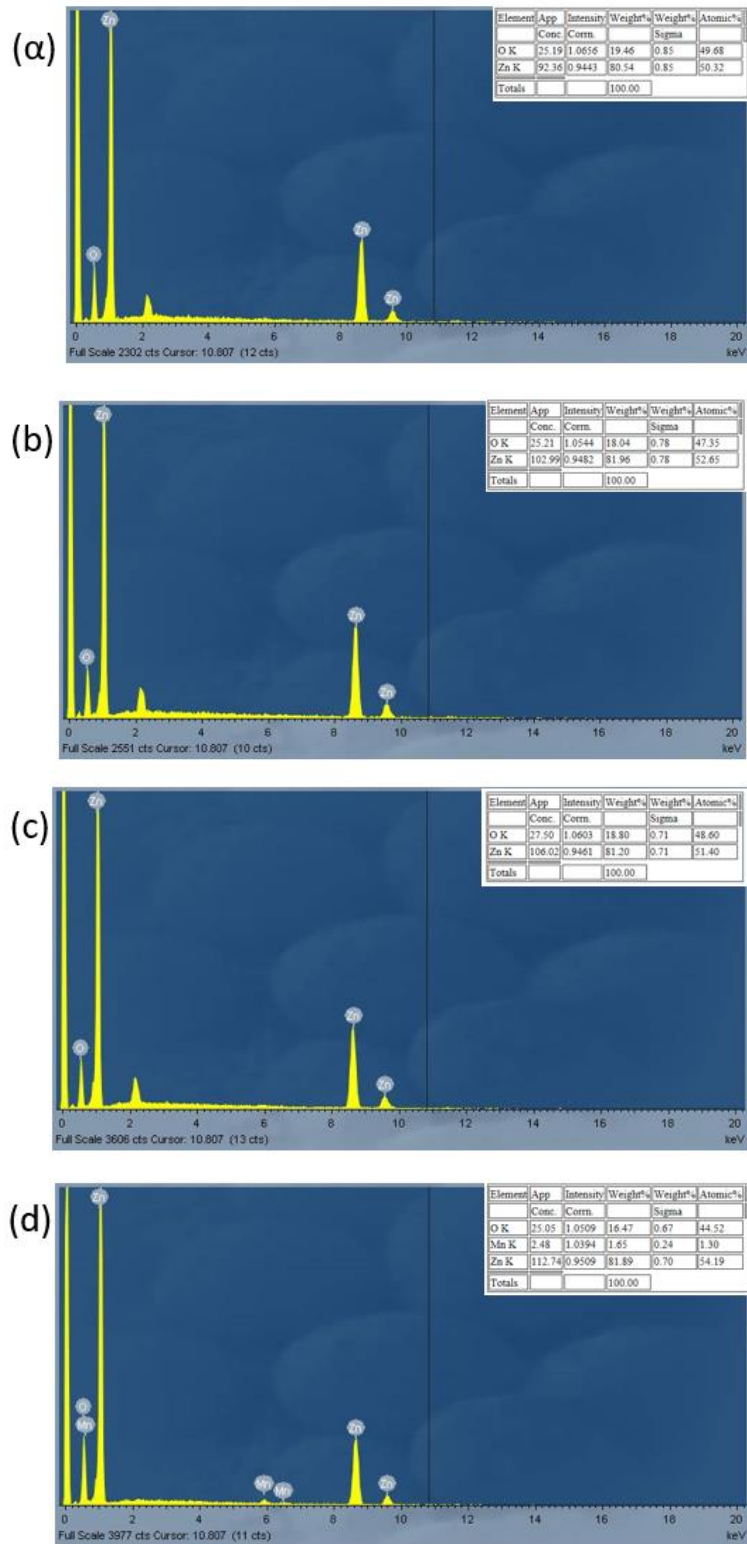 (α)
Element App Intensity Weight% Weight Atomic%
Conc. Corrn. Sigma
O K 25.19 1.0656 19.46 0.85 49.68
Zn K 92.36 0.9443 80.54 0.85 50.32
Totals 100.00
Zn
O
Zn
Zn
0 2 4 6 8 10 12 14 16 18 20
Full Scale 2302 cts Cursor: 10.807 (12 cts) keV
(b)
Element App Intensity Weight% Weight Atomic%
Conc. Corrn. Sigma
O K 25.21 1.0544 18.04 0.78 47.35
Zn K 102.99 0.9482 81.96 0.78 52.65
Totals 100.00
Zn
O
Zn
Zn
0 2 4 6 8 10 12 14 16 18 20
Full Scale 2551 cts Cursor: 10.807 (10 cts) keV
(c)
Element App Intensity Weight% Weight Atomic%
Conc. Corrn. Sigma
O K 27.50 1.0603 18.80 0.71 48.60
Zn K 106.02 0.9461 81.20 0.71 51.40
Totals 100.00
Zn
O
Zn
Zn
0 2 4 6 8 10 12 14 16 18 20
Full Scale 3606 cts Cursor: 10.807 (13 cts) keV
(d)
Element App Intensity Weight% Weight Atomic%
Conc. Corrn. Sigma
O K 25.05 1.0509 16.47 0.67 44.52
Mn K 2.48 1.0394 1.65 0.24 1.30
Zn K 112.74 0.9509 81.89 0.70 54.19
Totals 100.00
Zn
O
Mn
Zn
Mn
Mn
Zn
0 2 4 6 8 10 12 14 16 18 20
Full Scale 3977 cts Cursor: 10.807 (11 cts) keV